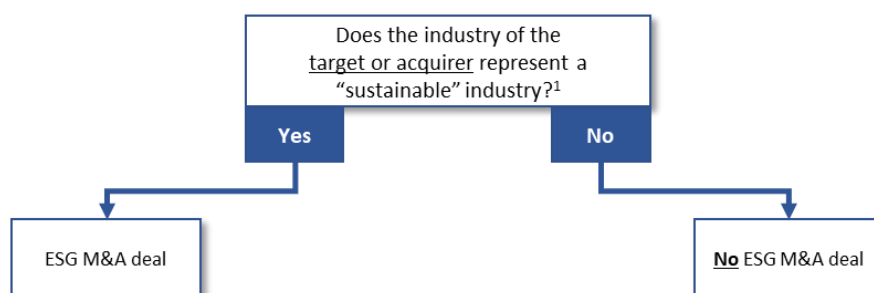 Does the industry of the
target or acquirer represent a
“sustainable” industry?¹
Yes
No
ESG M&A deal
No ESG M&A deal